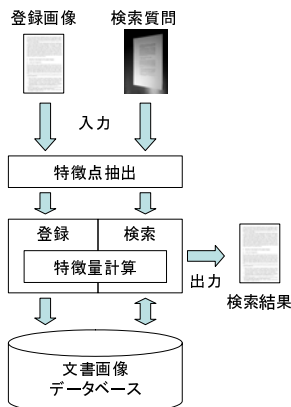 登録画像
検索質問
入力
特徴点抽出
登録
検索
特徴量計算
出力
検索結果
文書画像
データベース